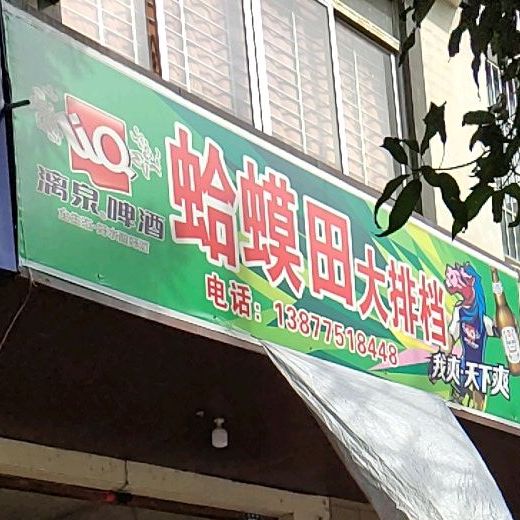 LiQ
漓泉 啤酒
蛤蟆田大排档
电话：13877518448
我爽·天下爽